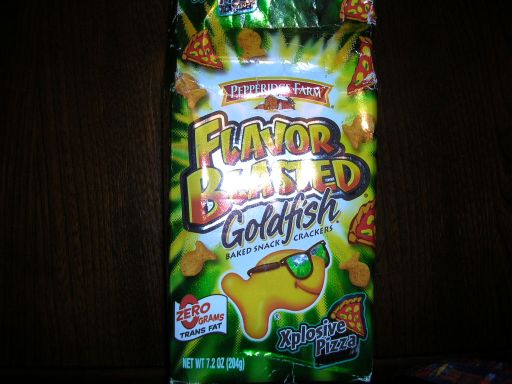 PEPPERIDGE FARM
FLAVOR
BLASTED
Goldfish
BAKED SNACK CRACKERS
ZERO
0 GRAMS
TRANS FAT
Xplosive
Pizza
NET WT 7.2 OZ (204g)